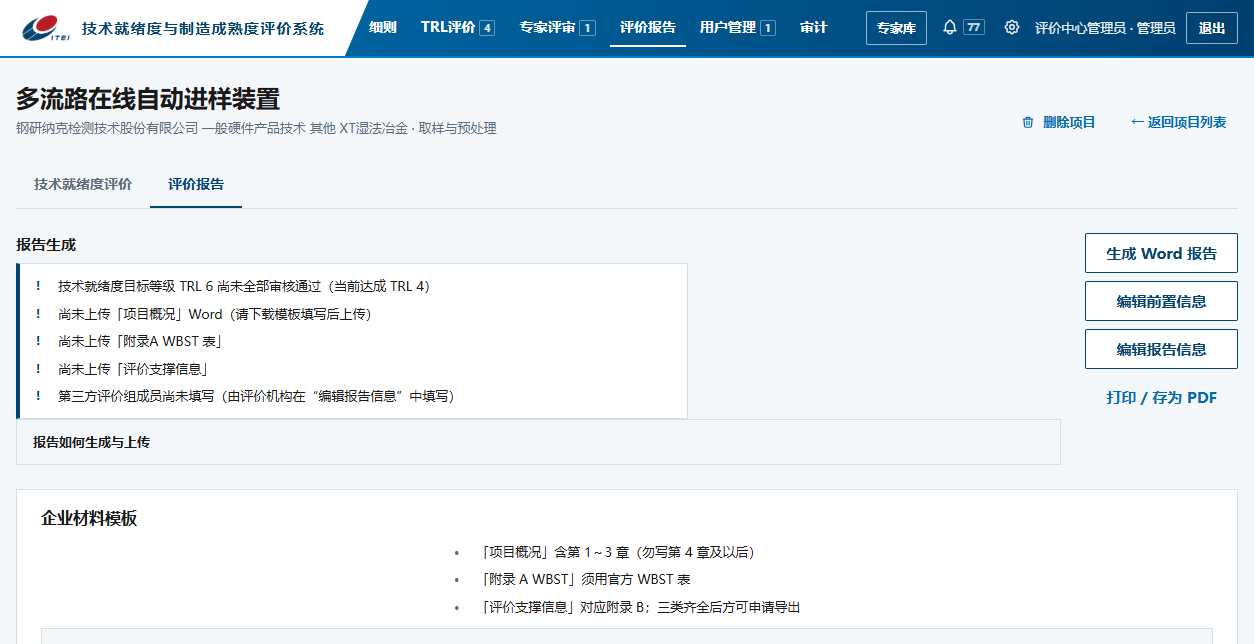 ITEI 技术就绪度与制造成熟度评价系统 细则 TRL评价 4 专家评审 1 评价报告 用户管理 1 审计 专家库 77 评价中心管理员 · 管理员 退出
多流路在线自动进样装置
钢研纳克检测技术股份有限公司 一般硬件产品技术 其他 XT湿法冶金 · 取样与预处理
删除项目 ← 返回项目列表
技术就绪度评价 评价报告
报告生成
! 技术就绪度目标等级 TRL 6 尚未全部审核通过（当前达成 TRL 4）
! 尚未上传「项目概况」Word（请下载模板填写后上传）
! 尚未上传「附录A WBST 表」
! 尚未上传「评价支撑信息」
! 第三方评价组成员尚未填写（由评价机构在“编辑报告信息”中填写）
生成 Word 报告
编辑前置信息
编辑报告信息
打印 / 存为 PDF
报告如何生成与上传
企业材料模板
• 「项目概况」含第 1～3 章（勿写第 4 章及以后）
• 「附录 A WBST」须用官方 WBST 表
• 「评价支撑信息」对应附录 B；三类齐全后方可申请导出